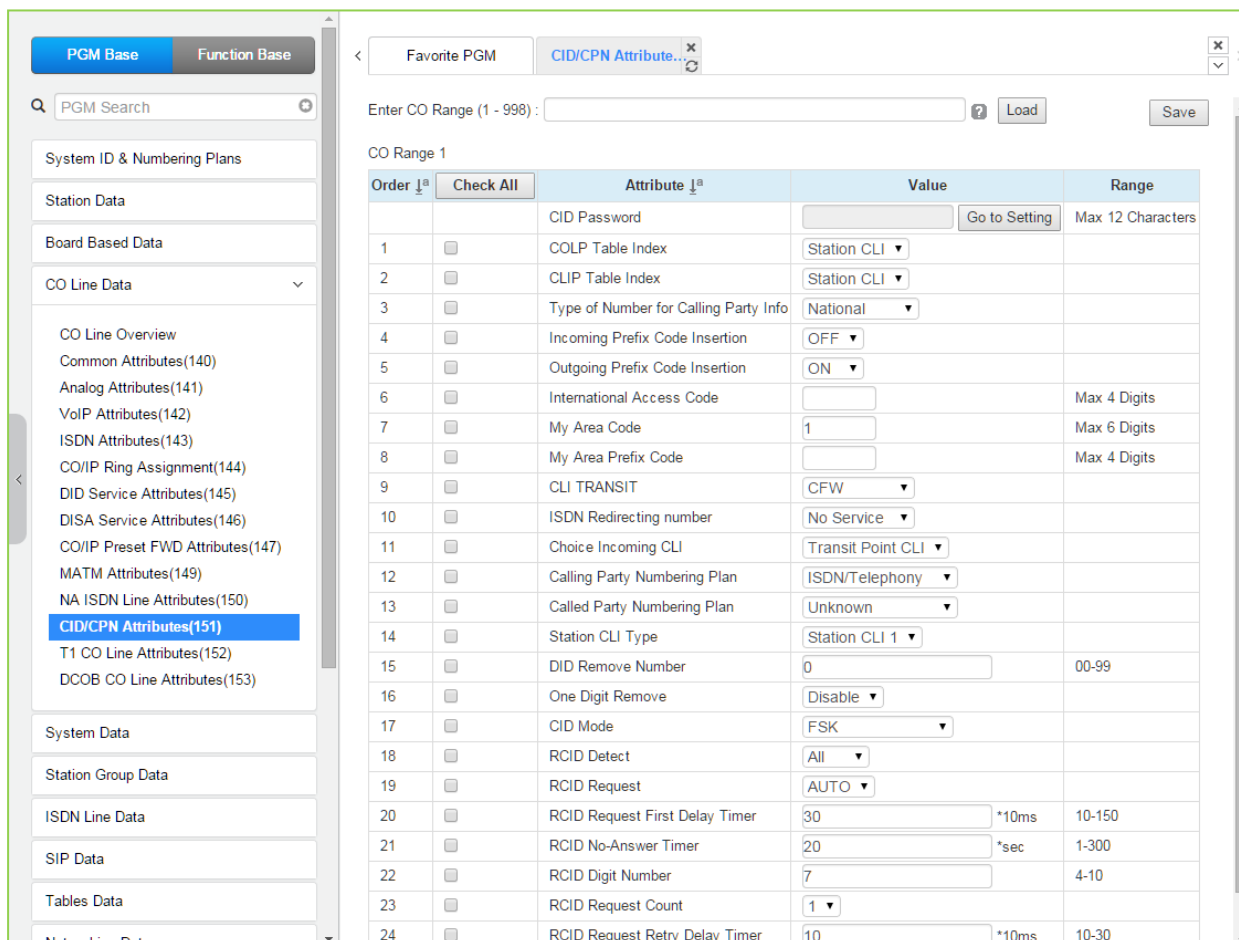 PGM Base Function Base
PGM Search
System ID & Numbering Plans
Station Data
Board Based Data
CO Line Data
CO Line Overview
Common Attributes(140)
Analog Attributes(141)
VoIP Attributes(142)
ISDN Attributes(143)
CO/IP Ring Assignment(144)
DID Service Attributes(145)
DISA Service Attributes(146)
CO/IP Preset FWD Attributes(147)
MATM Attributes(149)
NA ISDN Line Attributes(150)
CID/CPN Attributes(151)
T1 CO Line Attributes(152)
DCOB CO Line Attributes(153)
System Data
Station Group Data
ISDN Line Data
SIP Data
Tables Data
Favorite PGM CID/CPN Attribute...
Enter CO Range (1 - 998) : Load Save
CO Range 1
Order Check All Attribute Value Range
CID Password Go to Setting Max 12 Characters
1 COLP Table Index Station CLI
2 CLIP Table Index Station CLI
3 Type of Number for Calling Party Info National
4 Incoming Prefix Code Insertion OFF
5 Outgoing Prefix Code Insertion ON
6 International Access Code Max 4 Digits
7 My Area Code 1 Max 6 Digits
8 My Area Prefix Code Max 4 Digits
9 CLI TRANSIT CFW
10 ISDN Redirecting number No Service
11 Choice Incoming CLI Transit Point CLI
12 Calling Party Numbering Plan ISDN/Telephony
13 Called Party Numbering Plan Unknown
14 Station CLI Type Station CLI 1
15 DID Remove Number 0 00-99
16 One Digit Remove Disable
17 CID Mode FSK
18 RCID Detect All
19 RCID Request AUTO
20 RCID Request First Delay Timer 30 *10ms 10-150
21 RCID No-Answer Timer 20 *sec 1-300
22 RCID Digit Number 7 4-10
23 RCID Request Count 1
24 RCID Request Retry Delay Timer 10 *10ms 10-30